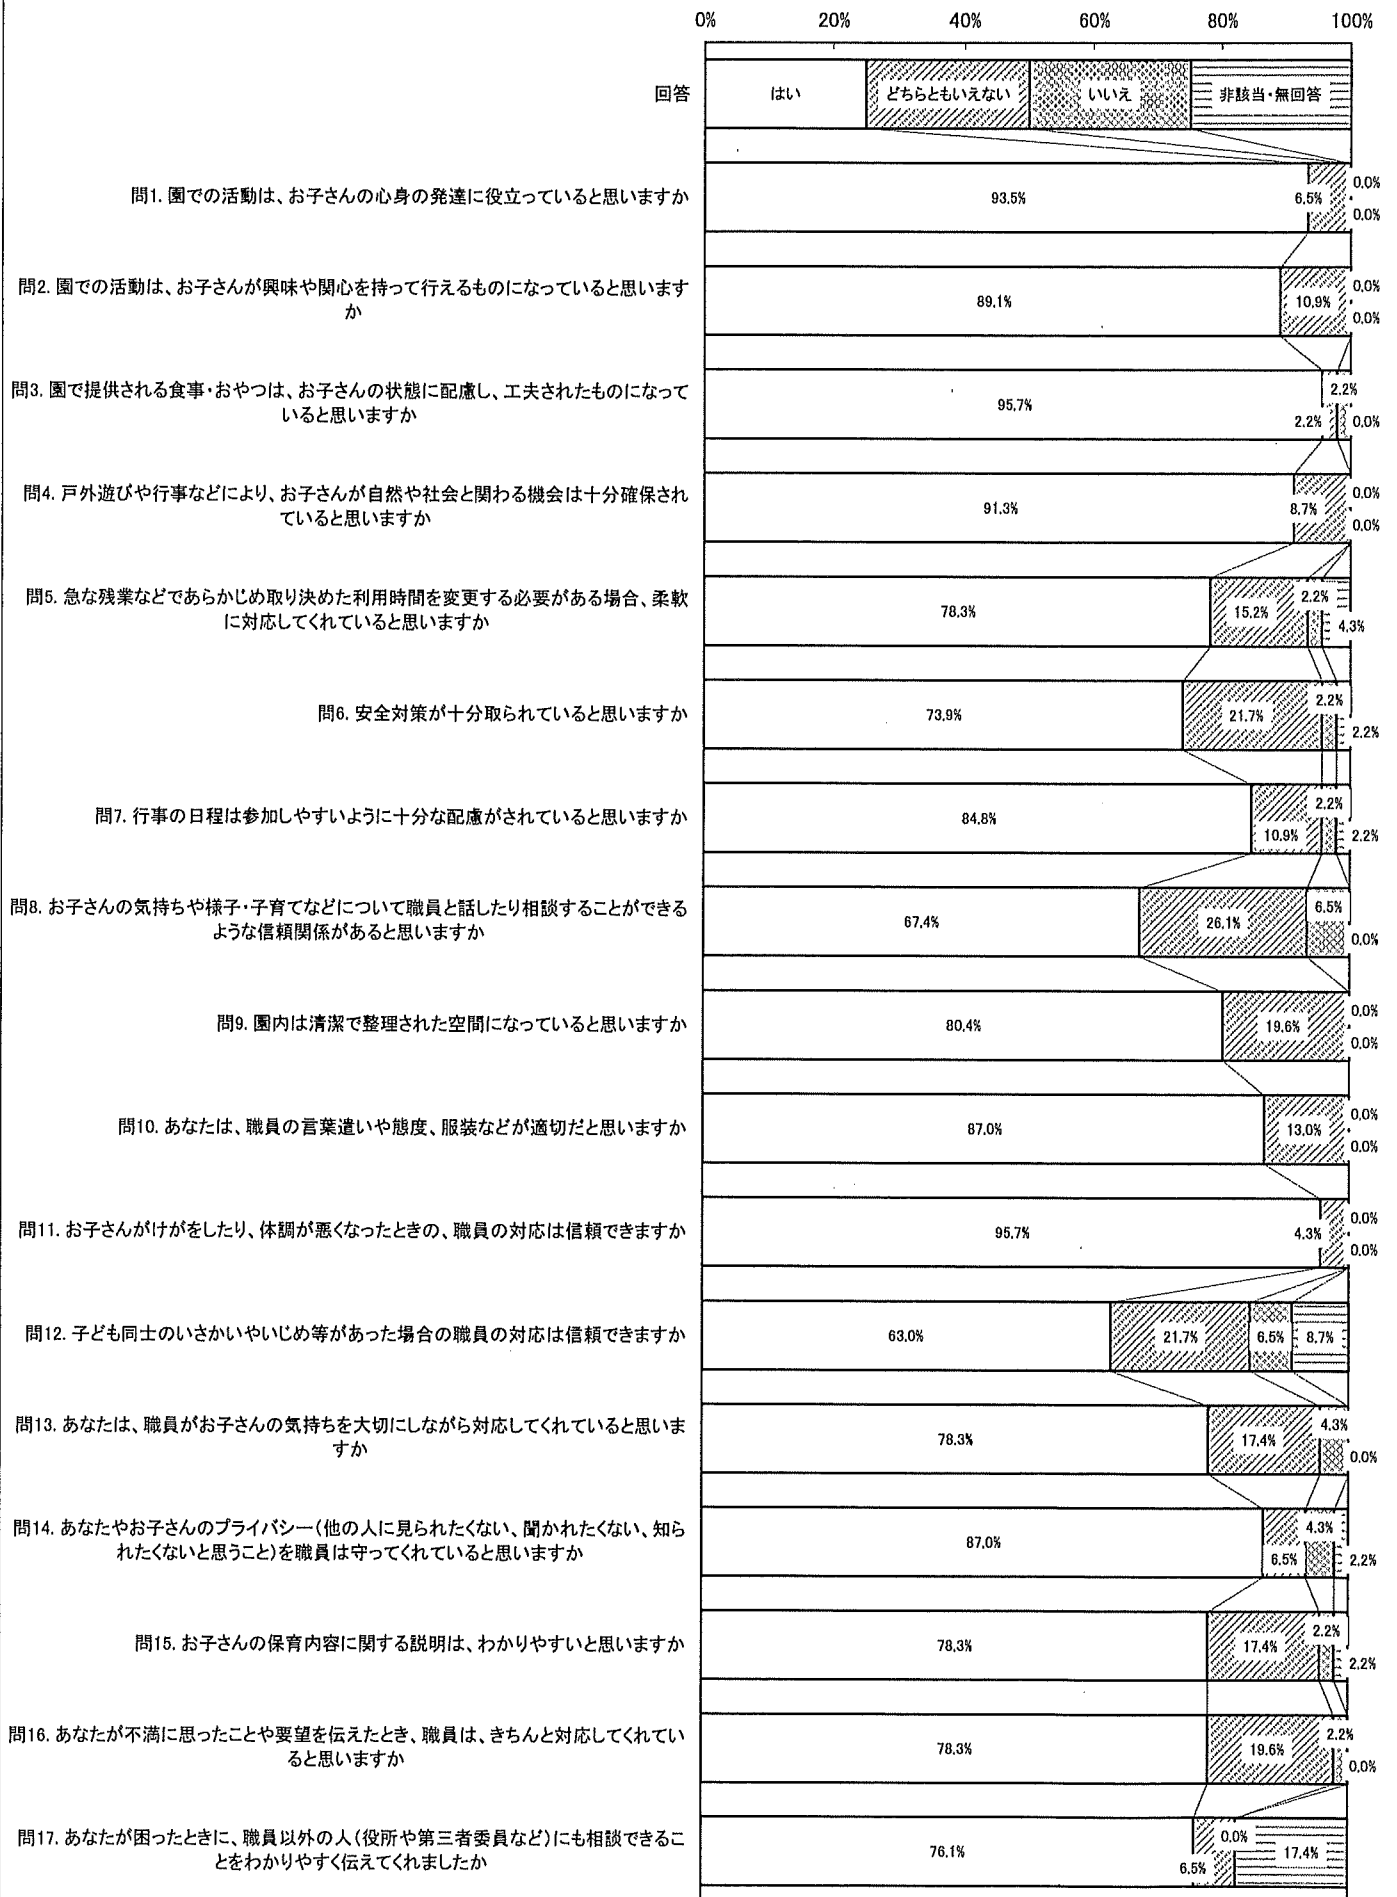 0% 20% 40% 60% 80% 100%
回答 はい どちらともいえない いいえ 非該当・無回答
問1. 園での活動は、お子さんの心身の発達に役立っていると思いますか 93.5% 6.5% 0.0% 0.0%
問2. 園での活動は、お子さんが興味や関心を持って行えるものになっていると思います
か
89.1% 10.9% 0.0% 0.0%
問3. 園で提供される食事・おやつは、お子さんの状態に配慮し、工夫されたものになって
いると思いますか
95.7% 2.2% 2.2% 0.0%
問4. 戸外遊びや行事などにより、お子さんが自然や社会と関わる機会は十分確保され
ていると思いますか
91.3% 8.7% 0.0% 0.0%
問5. 急な残業などであらかじめ取り決めた利用時間を変更する必要がある場合、柔軟
に対応してくれていると思いますか
78.3% 15.2% 2.2% 4.3%
問6. 安全対策が十分取られていると思いますか 73.9% 21.7% 2.2% 2.2%
問7. 行事の日程は参加しやすいように十分な配慮がされていると思いますか 84.8% 10.9% 2.2% 2.2%
問8. お子さんの気持ちや様子・子育てなどについて職員と話したり相談することができる
ような信頼関係があると思いますか
67.4% 26.1% 6.5% 0.0%
問9. 園内は清潔で整理された空間になっていると思いますか 80.4% 19.6% 0.0% 0.0%
問10. あなたは、職員の言葉遣いや態度、服装などが適切だと思いますか 87.0% 13.0% 0.0% 0.0%
問11. お子さんがけがをしたり、体調が悪くなったときの、職員の対応は信頼できますか 95.7% 4.3% 0.0% 0.0%
問12. 子ども同士のいさかいやいじめ等があった場合の職員の対応は信頼できますか 63.0% 21.7% 6.5% 8.7%
問13. あなたは、職員がお子さんの気持ちを大切にしながら対応してくれていると思いま
すか
78.3% 17.4% 4.3% 0.0%
問14. あなたやお子さんのプライバシー(他の人に見られたくない、聞かれたくない、知ら
れたくないと思うこと)を職員は守ってくれていると思いますか
87.0% 6.5% 4.3% 2.2%
問15. お子さんの保育内容に関する説明は、わかりやすいと思いますか 78.3% 17.4% 2.2% 2.2%
問16. あなたが不満に思ったことや要望を伝えたとき、職員は、きちんと対応してくれてい
ると思いますか
78.3% 19.6% 2.2% 0.0%
問17. あなたが困ったときに、職員以外の人(役所や第三者委員など)にも相談できるこ
とをわかりやすく伝えてくれましたか
76.1% 6.5% 0.0% 17.4%